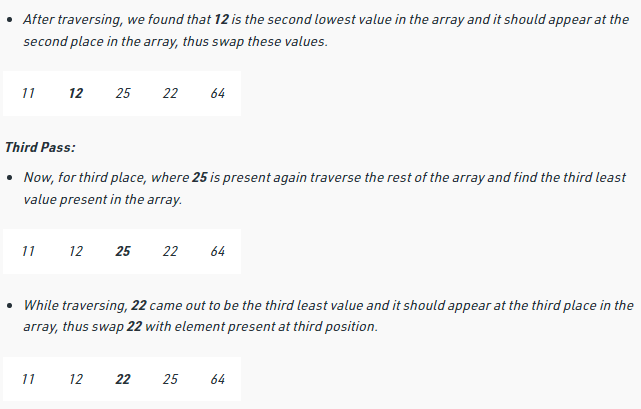 After traversing, we found that 12 is the second lowest value in the array and it should appear at the
second place in the array, thus swap these values.
11 12 25 22 64
Third Pass:
Now, for third place, where 25 is present again traverse the rest of the array and find the third least
value present in the array.
11 12 25 22 64
While traversing, 22 came out to be the third least value and it should appear at the third place in the
array, thus swap 22 with element present at third position.
11 12 22 25 64